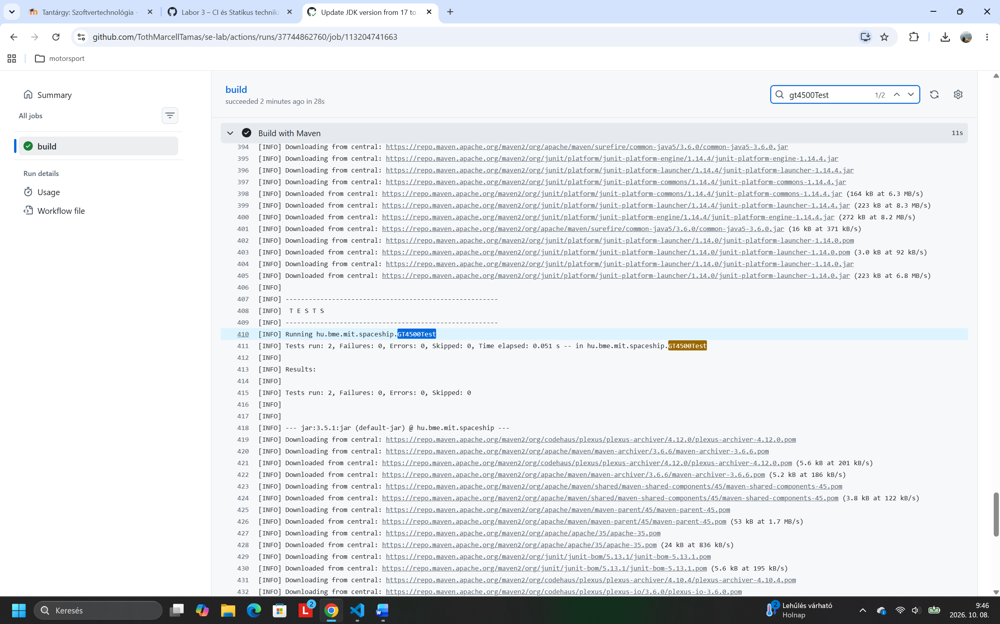 Tantárgy: Szoftvertechnológia -
Labor 3 – CI és Statikus techniká
Update JDK version from 17 to
github.com/TothMarcellTamas/se-lab/actions/runs/37744862760/job/113204741663
motorsport
Summary
All jobs
build
Run details
Usage
Workflow file
build
succeeded 2 minutes ago in 28s
gt4500Test
1/2
Build with Maven
11s
394 [INFO] Downloading from central: https://repo.maven.apache.org/maven2/org/apache/maven/surefire/common-java5/3.6.0/common-java5-3.6.0.jar
395 [INFO] Downloading from central: https://repo.maven.apache.org/maven2/org/junit/platform/junit-platform-engine/1.14.4/junit-platform-engine-1.14.4.jar
396 [INFO] Downloading from central: https://repo.maven.apache.org/maven2/org/junit/platform/junit-platform-launcher/1.14.4/junit-platform-launcher-1.14.4.jar
397 [INFO] Downloading from central: https://repo.maven.apache.org/maven2/org/junit/platform/junit-platform-commons/1.14.4/junit-platform-commons-1.14.4.jar
398 [INFO] Downloaded from central: https://repo.maven.apache.org/maven2/org/junit/platform/junit-platform-commons/1.14.4/junit-platform-commons-1.14.4.jar (164 kB at 6.3 MB/s)
399 [INFO] Downloaded from central: https://repo.maven.apache.org/maven2/org/junit/platform/junit-platform-launcher/1.14.4/junit-platform-launcher-1.14.4.jar (223 kB at 8.3 MB/s)
400 [INFO] Downloaded from central: https://repo.maven.apache.org/maven2/org/junit/platform/junit-platform-engine/1.14.4/junit-platform-engine-1.14.4.jar (272 kB at 8.2 MB/s)
401 [INFO] Downloaded from central: https://repo.maven.apache.org/maven2/org/apache/maven/surefire/common-java5/3.6.0/common-java5-3.6.0.jar (16 kB at 371 kB/s)
402 [INFO] Downloading from central: https://repo.maven.apache.org/maven2/org/junit/platform/junit-platform-launcher/1.14.0/junit-platform-launcher-1.14.0.pom
403 [INFO] Downloaded from central: https://repo.maven.apache.org/maven2/org/junit/platform/junit-platform-launcher/1.14.0/junit-platform-launcher-1.14.0.pom (3.0 kB at 92 kB/s)
404 [INFO] Downloading from central: https://repo.maven.apache.org/maven2/org/junit/platform/junit-platform-launcher/1.14.0/junit-platform-launcher-1.14.0.jar
405 [INFO] Downloaded from central: https://repo.maven.apache.org/maven2/org/junit/platform/junit-platform-launcher/1.14.0/junit-platform-launcher-1.14.0.jar (223 kB at 6.8 MB/s)
406 [INFO]
407 [INFO] -------------------------------------------------------
408 [INFO]  T E S T S
409 [INFO] -------------------------------------------------------
410 [INFO] Running hu.bme.mit.spaceship.GT4500Test
411 [INFO] Tests run: 2, Failures: 0, Errors: 0, Skipped: 0, Time elapsed: 0.051 s -- in hu.bme.mit.spaceship.GT4500Test
412 [INFO]
413 [INFO] Results:
414 [INFO]
415 [INFO] Tests run: 2, Failures: 0, Errors: 0, Skipped: 0
416 [INFO]
417 [INFO]
418 [INFO] --- jar:3.5.1:jar (default-jar) @ hu.bme.mit.spaceship ---
419 [INFO] Downloading from central: https://repo.maven.apache.org/maven2/org/codehaus/plexus/plexus-archiver/4.12.0/plexus-archiver-4.12.0.pom
420 [INFO] Downloading from central: https://repo.maven.apache.org/maven2/org/apache/maven/maven-archiver/3.6.6/maven-archiver-3.6.6.pom
421 [INFO] Downloaded from central: https://repo.maven.apache.org/maven2/org/codehaus/plexus/plexus-archiver/4.12.0/plexus-archiver-4.12.0.pom (5.6 kB at 201 kB/s)
422 [INFO] Downloaded from central: https://repo.maven.apache.org/maven2/org/apache/maven/maven-archiver/3.6.6/maven-archiver-3.6.6.pom (5.2 kB at 186 kB/s)
423 [INFO] Downloading from central: https://repo.maven.apache.org/maven2/org/apache/maven/shared/maven-shared-components/45/maven-shared-components-45.pom
424 [INFO] Downloaded from central: https://repo.maven.apache.org/maven2/org/apache/maven/shared/maven-shared-components/45/maven-shared-components-45.pom (3.8 kB at 122 kB/s)
425 [INFO] Downloading from central: https://repo.maven.apache.org/maven2/org/apache/maven/maven-parent/45/maven-parent-45.pom
426 [INFO] Downloaded from central: https://repo.maven.apache.org/maven2/org/apache/maven/maven-parent/45/maven-parent-45.pom (53 kB at 1.7 MB/s)
427 [INFO] Downloading from central: https://repo.maven.apache.org/maven2/org/apache/apache/35/apache-35.pom
428 [INFO] Downloaded from central: https://repo.maven.apache.org/maven2/org/apache/apache/35/apache-35.pom (24 kB at 836 kB/s)
429 [INFO] Downloading from central: https://repo.maven.apache.org/maven2/org/junit/junit-bom/5.13.1/junit-bom-5.13.1.pom
430 [INFO] Downloaded from central: https://repo.maven.apache.org/maven2/org/junit/junit-bom/5.13.1/junit-bom-5.13.1.pom (5.6 kB at 195 kB/s)
431 [INFO] Downloading from central: https://repo.maven.apache.org/maven2/org/codehaus/plexus/plexus-archiver/4.10.4/plexus-archiver-4.10.4.pom
432 [INFO] Downloading from central: https://repo.maven.apache.org/maven2/org/codehaus/plexus/plexus-io/3.6.0/plexus-io-3.6.0.pom
Keresés
L
2
W
2
Lehűlés várható
Holnap
9:46
2026. 10. 08.